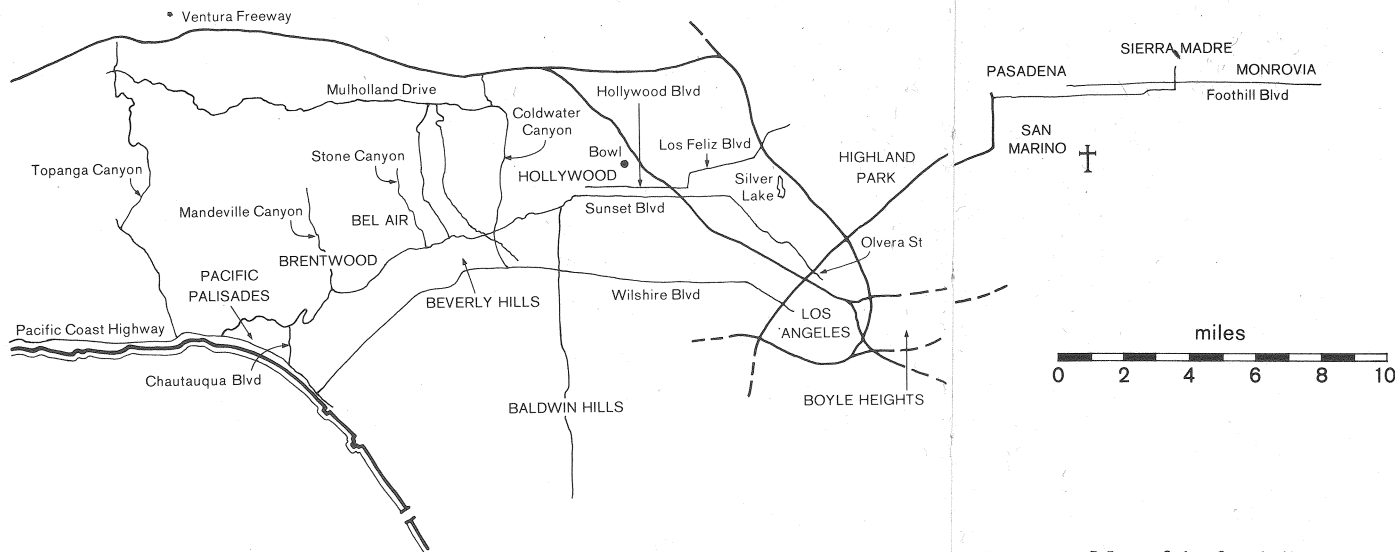 Ventura Freeway
SIERRA MADRE
PASADENA
MONROVIA
Foothill Blvd
Mulholland Drive
Hollywood Blvd
Coldwater
Canyon
Los Feliz Blvd
SAN
MARINO
Stone Canyon
Bowl
HIGHLAND
PARK
Topanga Canyon
HOLLYWOOD
Silver
Lake
Mandeville Canyon
BEL AIR
Sunset Blvd
Olvera St
BRENTWOOD
PACIFIC
PALISADES
BEVERLY HILLS
Wilshire Blvd
LOS
ANGELES
Pacific Coast Highway
miles
0 2 4 6 8 10
Chautauqua Blvd
BALDWIN HILLS
BOYLE HEIGHTS